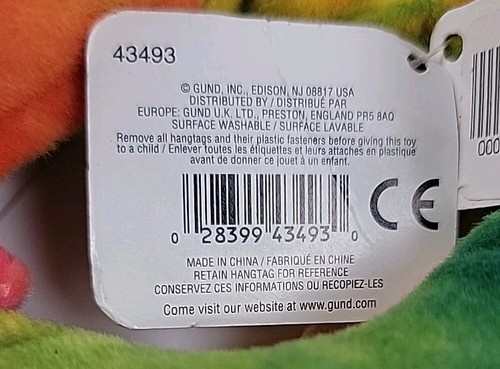 43493
© GUND, INC., EDISON, NJ 08817 USA
DISTRIBUTED BY / DISTRIBUÉ PAR
EUROPE: GUND U.K. LTD., PRESTON, ENGLAND PR5 8AQ
SURFACE WASHABLE / SURFACE LAVABLE
Remove all hangtags and their plastic fasteners before giving this toy
to a child / Enlever toutes les étiquettes et leurs attaches en plastique
avant de donner ce jouet à un enfant.
CE
0 28399 43493 0
000
MADE IN CHINA / FABRIQUÉ EN CHINE
RETAIN HANGTAG FOR REFERENCE
CONSERVEZ CES INFORMATIONS OU RECOPIEZ-LES
Come visit our website at www.gund.com